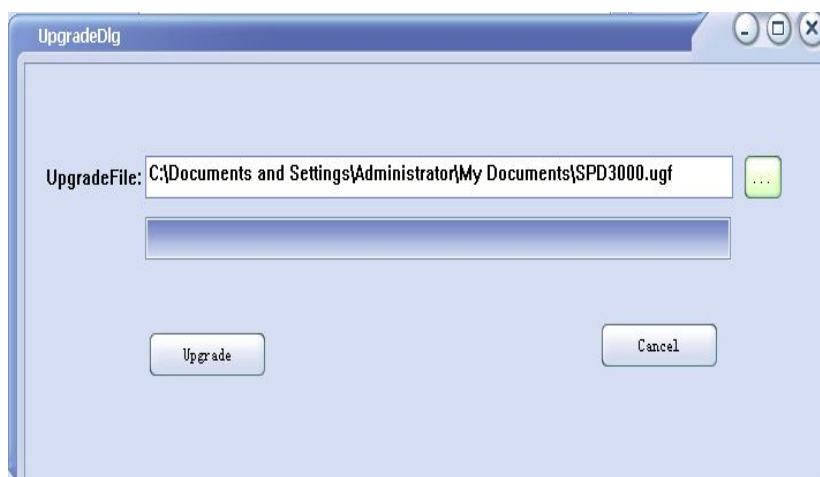 UpgradeDlg
UpgradeFile: C:\Documents and Settings\Administrator\My Documents\SPD3000.ugf ...
Upgrade Cancel